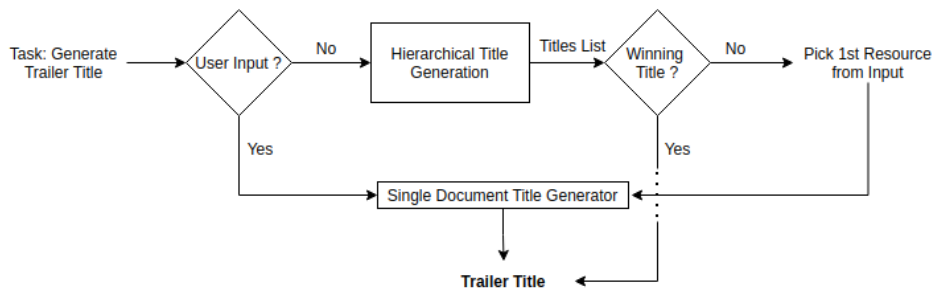 Task: Generate
Trailer Title
User Input ?
No
Hierarchical Title
Generation
Titles List
Winning
Title ?
No
Pick 1st Resource
from Input
Yes
Yes
Single Document Title Generator
Trailer Title